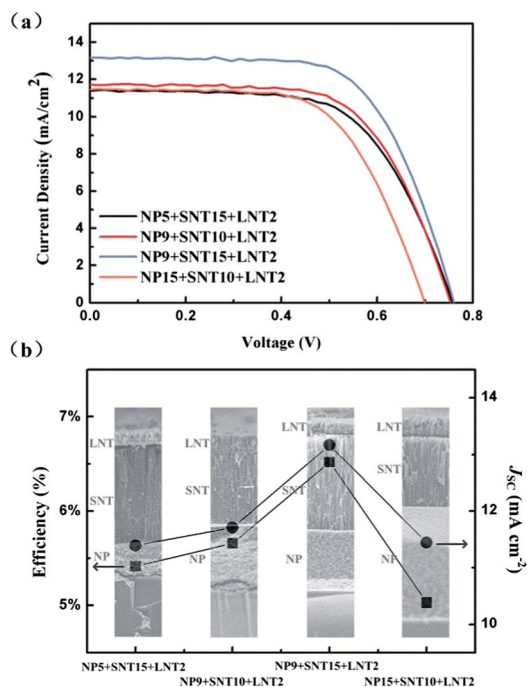 (a)
14
12
10
8
6
4
2
0
Current Density (mA/cm²)
NP5+SNT15+LNT2
NP9+SNT10+LNT2
NP9+SNT15+LNT2
NP15+SNT10+LNT2
0.0 0.2 0.4 0.6 0.8
Voltage (V)
(b)
7%
6%
5%
Efficiency (%)
LNT
SNT
NP
LNT
SNT
NP
LNT
SNT
NP
LNT
SNT
NP
14
12
10
JSC (mA cm⁻²)
NP5+SNT15+LNT2
NP9+SNT10+LNT2
NP9+SNT15+LNT2
NP15+SNT10+LNT2